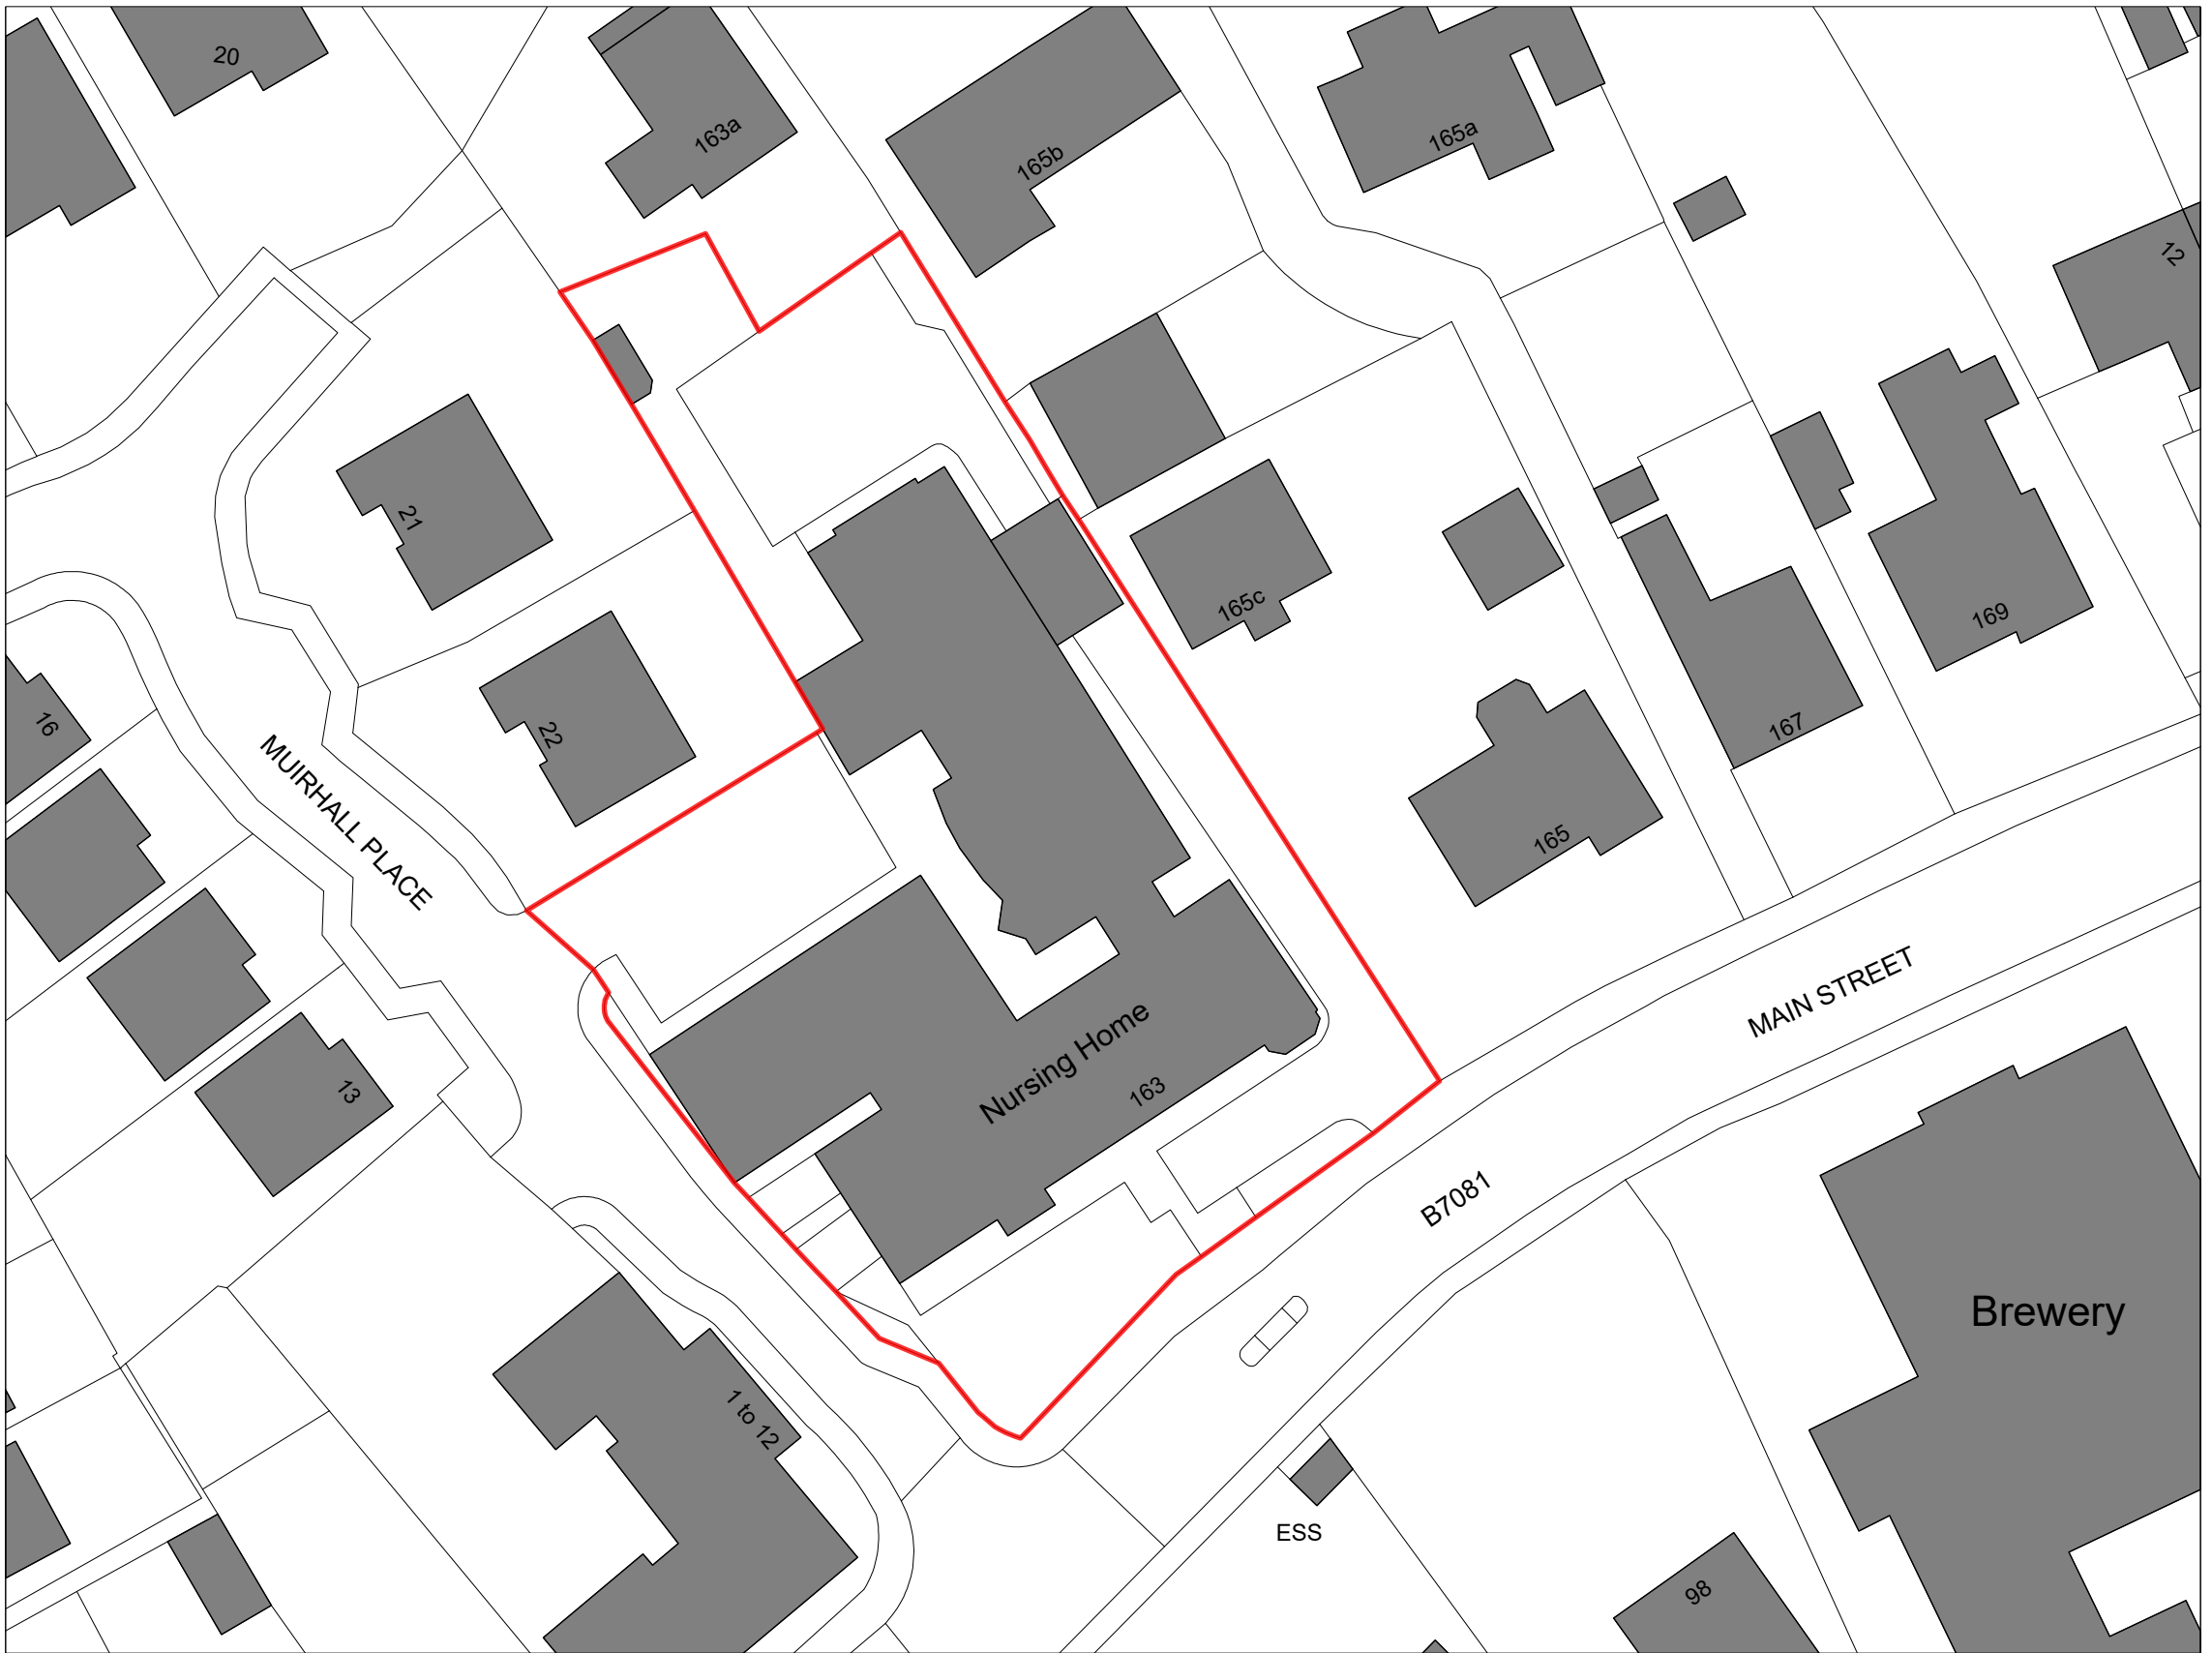 20
163a
165b
165a
12
21
165c
169
16
22
167
MUIRHALL PLACE
165
MAIN STREET
Nursing Home
163
13
B7081
Brewery
1 to 12
ESS
98